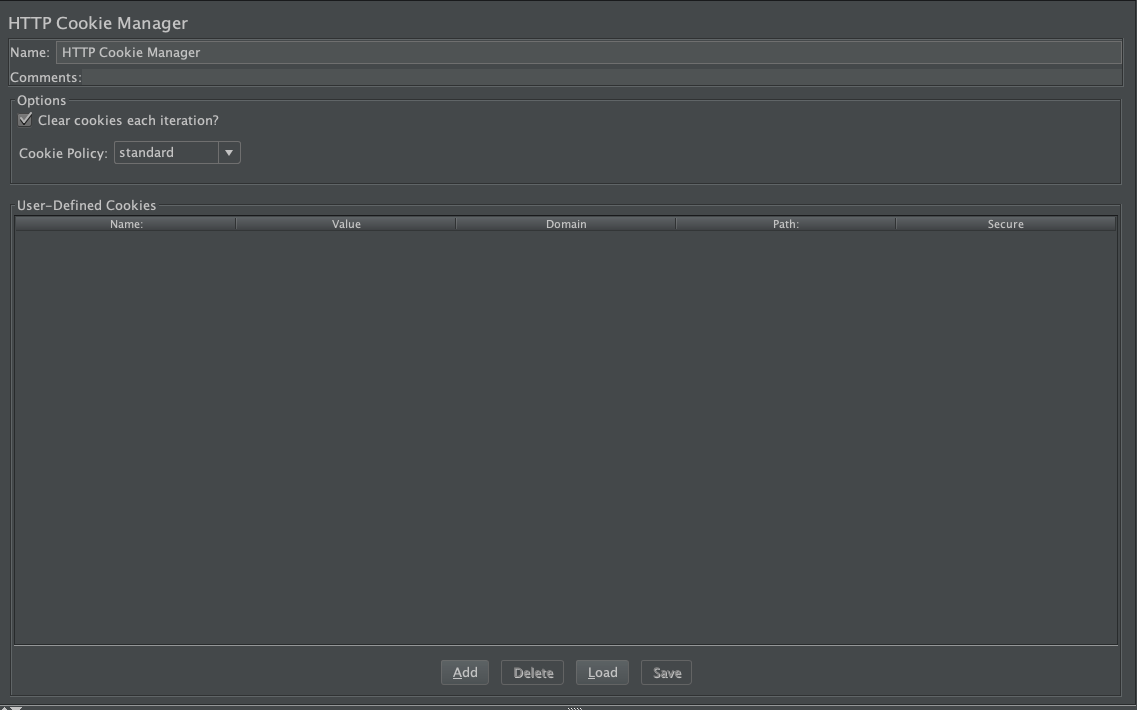 HTTP Cookie Manager
Name: HTTP Cookie Manager
Comments:
Options
Clear cookies each iteration?
Cookie Policy: standard
User-Defined Cookies
Name: Value Domain Path: Secure
Add Delete Load Save